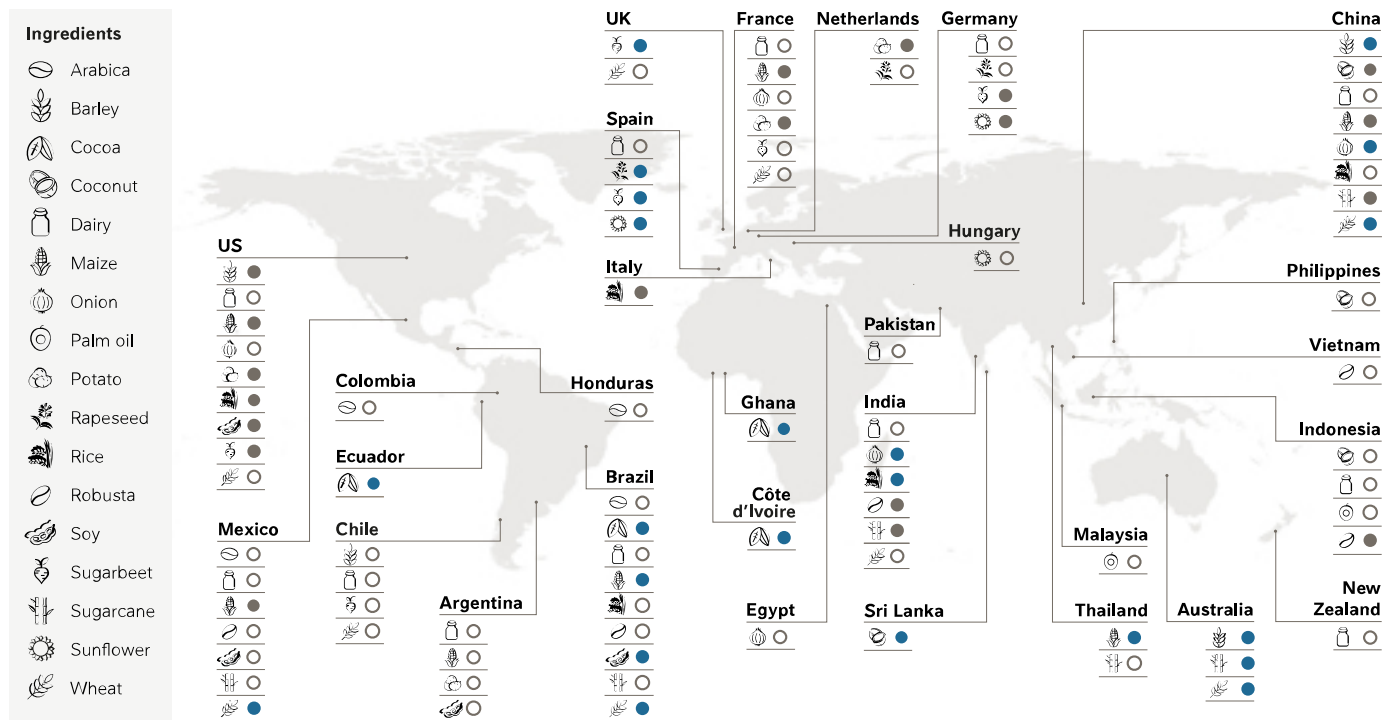 Ingredients
Arabica
Barley
Cocoa
Coconut
Dairy
Maize
Onion
Palm oil
Potato
Rapeseed
Rice
Robusta
Soy
Sugarbeet
Sugarcane
Sunflower
Wheat
US
Mexico
Colombia
Ecuador
Chile
Argentina
Honduras
Brazil
UK
Spain
Italy
France
Netherlands
Germany
Hungary
Ghana
Côte
d’Ivoire
Egypt
Pakistan
India
Sri Lanka
China
Philippines
Vietnam
Indonesia
Malaysia
Thailand
Australia
New
Zealand